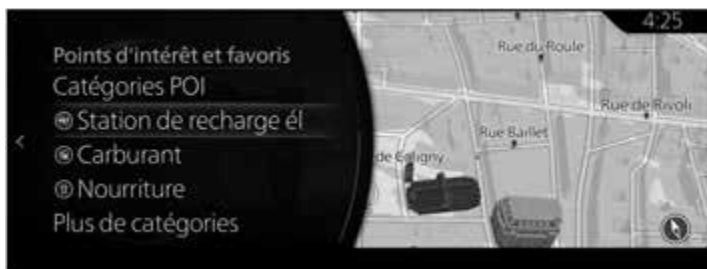 4:25
Points d'intérêt et favoris
Catégories POI
Station de recharge él
Carburant
Nourriture
Plus de catégories
Rue du Roule
Rue de Rivoli
Rue Baillet
de Coligny